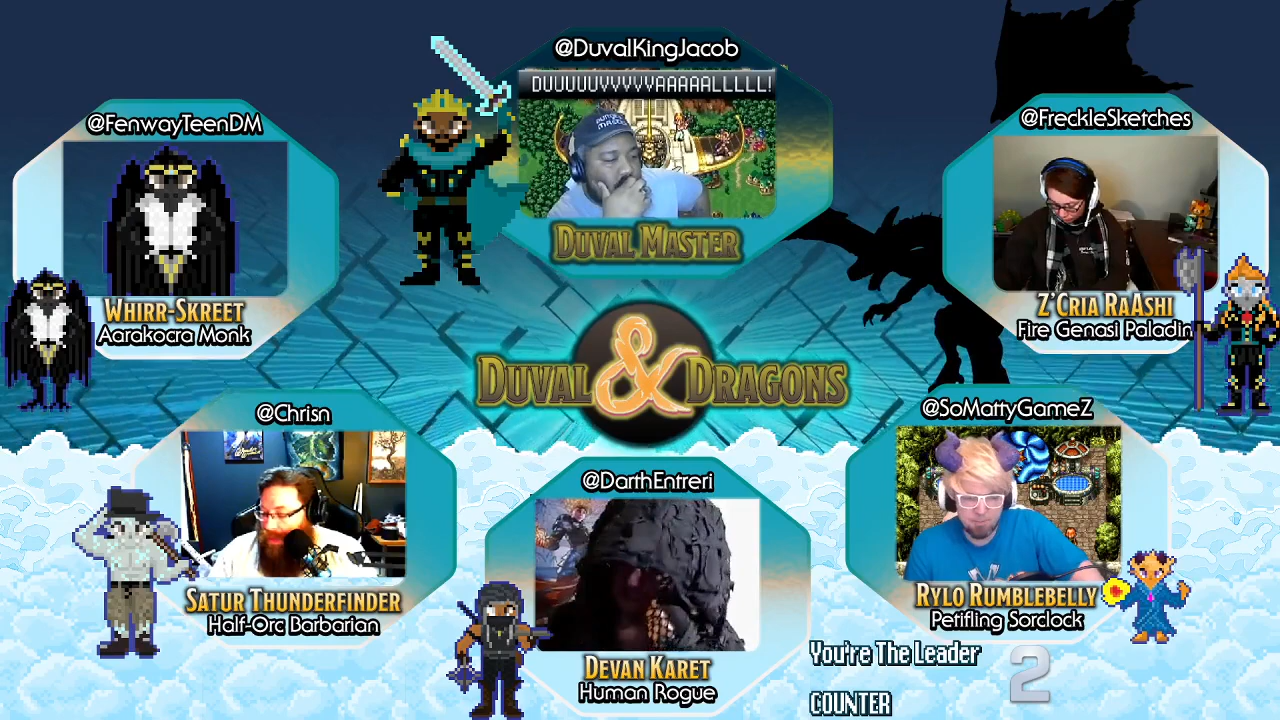 @DuvalKingJacob
DUUUUUVVVVVAAAAALLLLL!
DUVAL MASTER
@FenwayTeenDM
WHIRR-SKREET
Aarakocra Monk
@FreckleSketches
Z'CRIA RAASHI
Fire Genasi Paladin
DUVAL & DRAGONS
@Chrisn
SATUR THUNDERFINDER
Half-Orc Barbarian
@DarthEntreri
DEVAN KARET
Human Rogue
@SoMattyGameZ
RYLO RUMBLEBELLY
Petifling Sorclock
You're The Leader
COUNTER
2